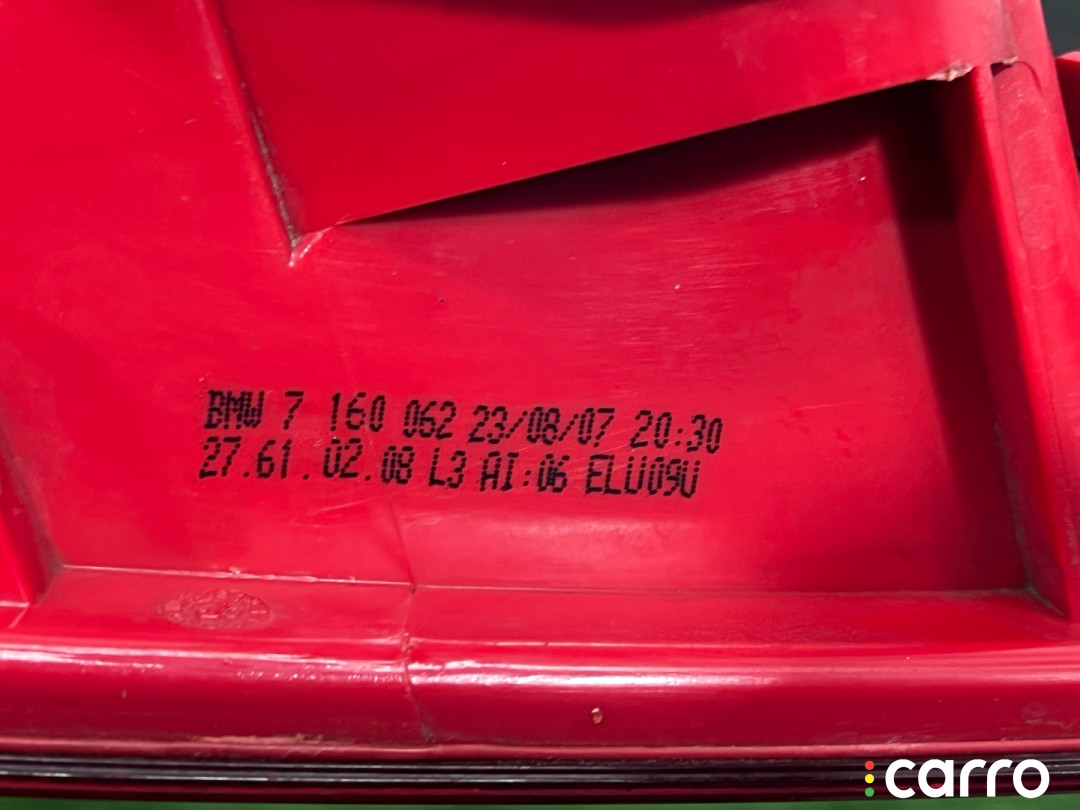 BMW 7 160 062 23/08/07 20:30
27.61.02.08 L3 AI:06 ELU09U
carro